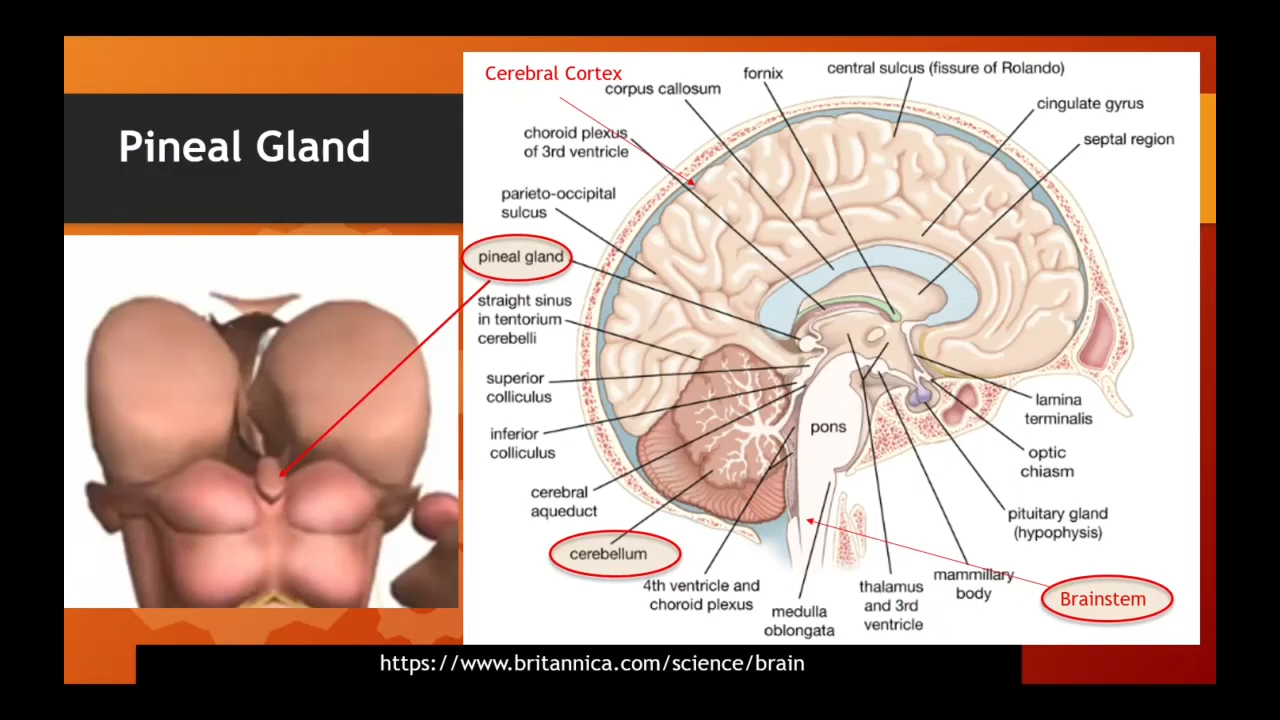 Pineal Gland
Cerebral Cortex
corpus callosum
fornix
central sulcus (fissure of Rolando)
cingulate gyrus
septal region
choroid plexus
of 3rd ventricle
parieto-occipital
sulcus
pineal gland
straight sinus
in tentorium
cerebelli
superior
colliculus
inferior
colliculus
cerebral
aqueduct
cerebellum
4th ventricle and
choroid plexus
medulla
oblongata
pons
thalamus
and 3rd
ventricle
mammillary
body
Brainstem
pituitary gland
(hypophysis)
optic
chiasm
lamina
terminalis
https://www.britannica.com/science/brain